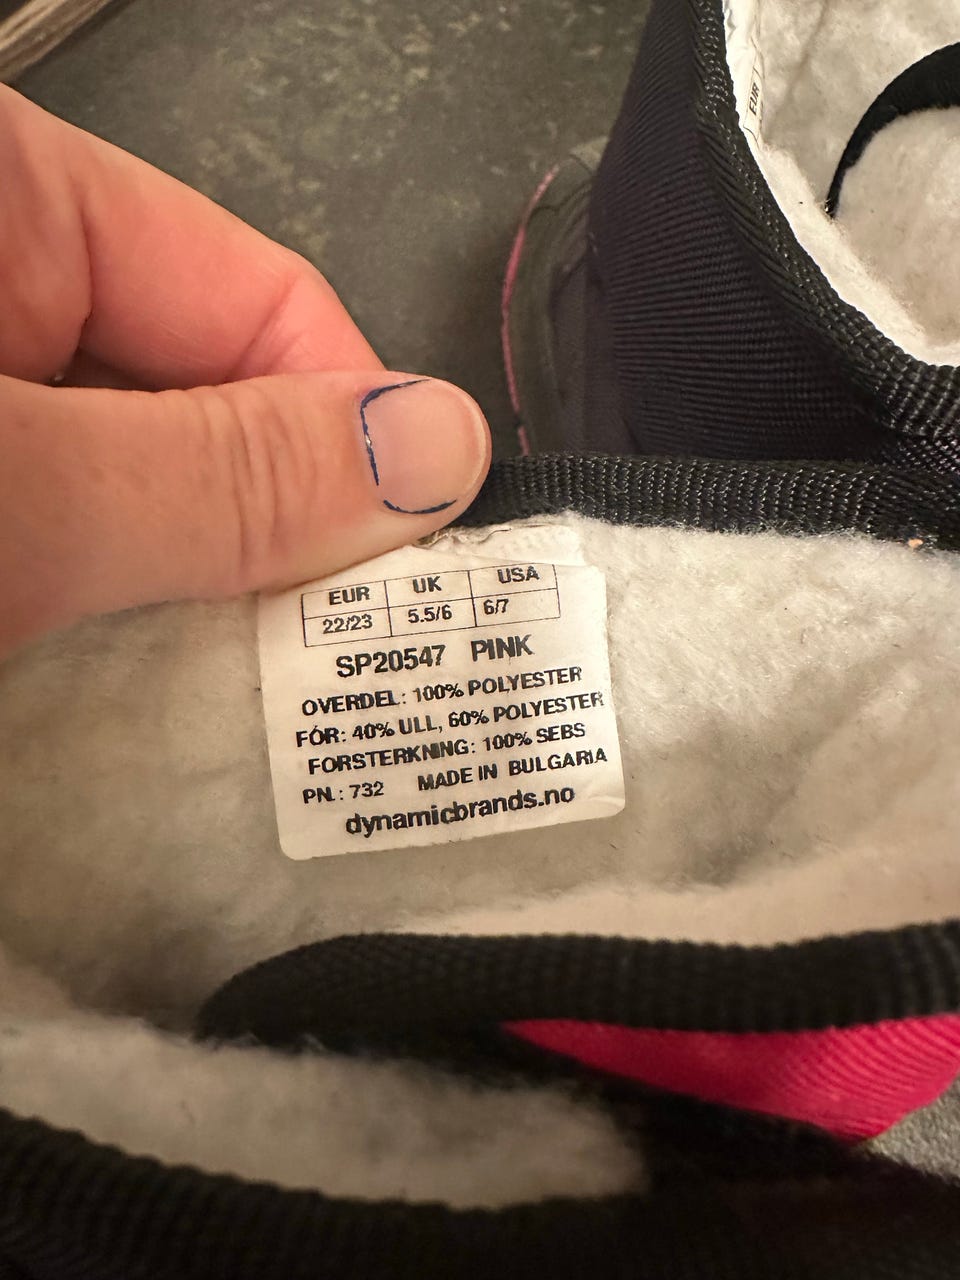 EUR UK USA
22/23 5.5/6 6/7
SP20547 PINK
OVERDEL: 100% POLYESTER
FÓR: 40% ULL, 60% POLYESTER
FORSTERKNING: 100% SEBS
PN.: 732 MADE IN BULGARIA
dynamicbrands.no
EUR